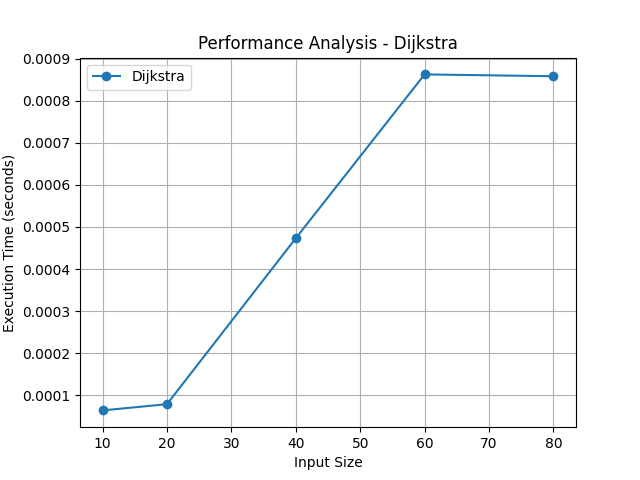 Performance Analysis - Dijkstra
Dijkstra
0.0009
0.0008
0.0007
0.0006
0.0005
0.0004
0.0003
0.0002
0.0001
Execution Time (seconds)
10 20 30 40 50 60 70 80
Input Size